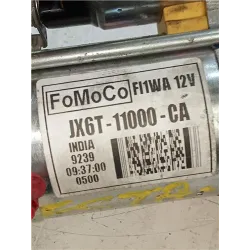 FoMoCo FI1WA 12V
JX6T-11000-CA
INDIA
9239
09:37:00
0500